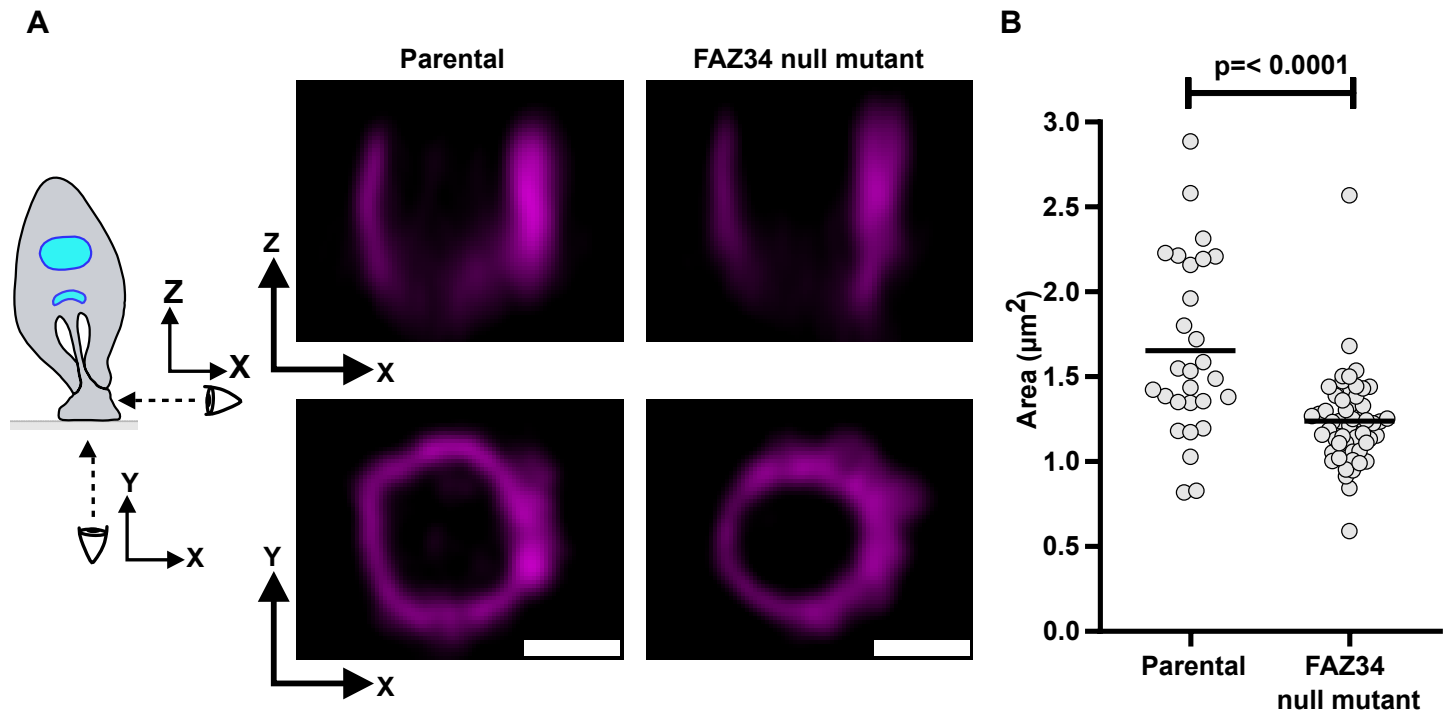 A
Parental
FAZ34 null mutant
Z
X
Y
X
Z
X
Y
X
B
p=< 0.0001
Area (µm²)
3.0
2.5
2.0
1.5
1.0
0.5
0.0
Parental
FAZ34
null mutant